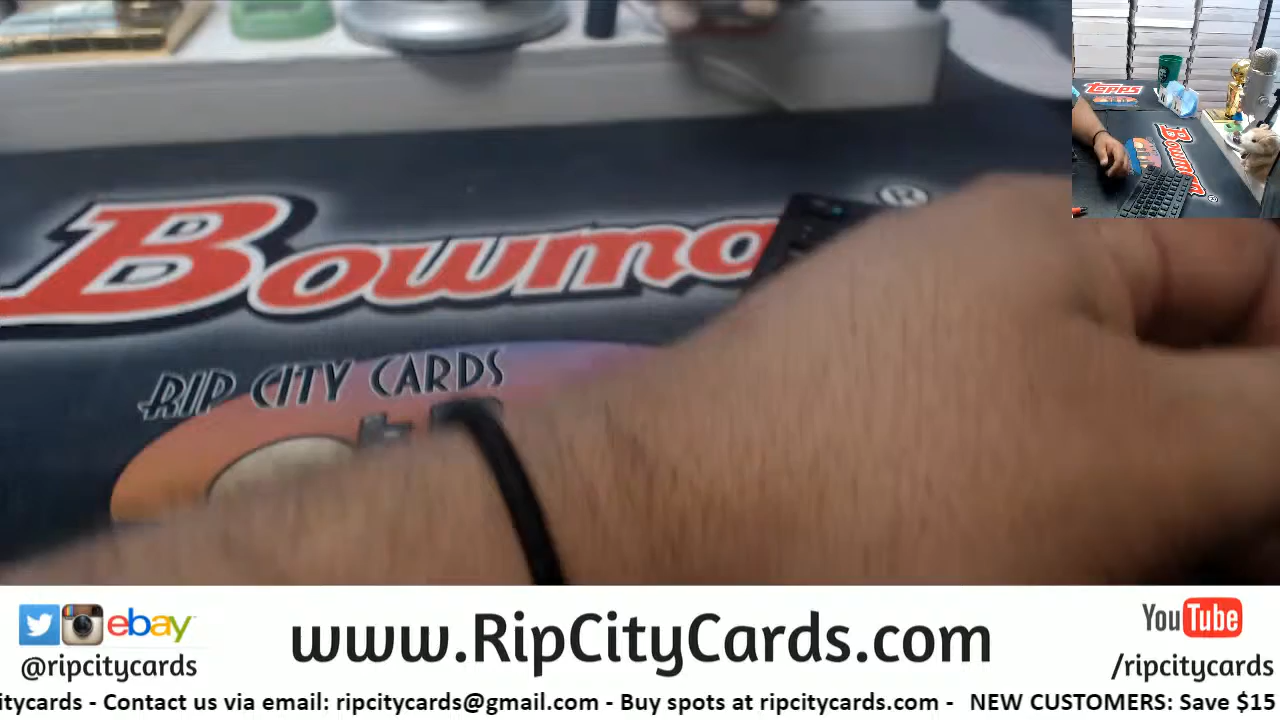 TOPPS
BOWMAN
Bowma
®
RIP CITY CARDS
ebay
www.RipCityCards.com
YouTube
@ripcitycards
/ripcitycards
itycards - Contact us via email: ripcitycards@gmail.com - Buy spots at ripcitycards.com - NEW CUSTOMERS: Save $15